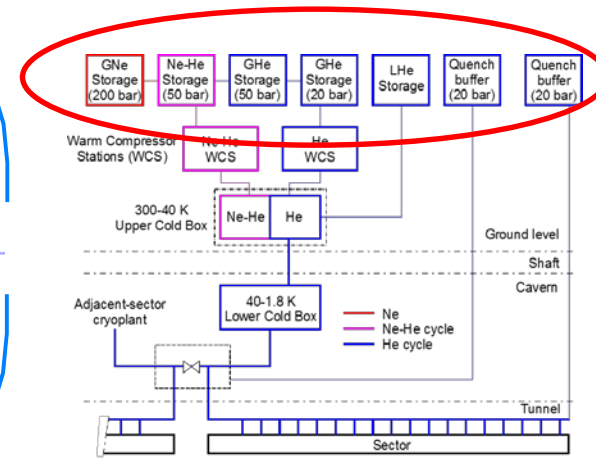 GNe
Storage
(200 bar)
Ne-He
Storage
(50 bar)
GHe
Storage
(50 bar)
GHe
Storage
(20 bar)
LHe
Storage
Quench
buffer
(20 bar)
Quench
buffer
(20 bar)
Warm Compressor
Stations (WCS)
Ne-He
WCS
He
WCS
300-40 K
Upper Cold Box
Ne-He
He
Ground level
Shaft
Cavern
40-1.8 K
Lower Cold Box
Adjacent-sector
cryoplant
Ne
Ne-He cycle
He cycle
Tunnel
Sector